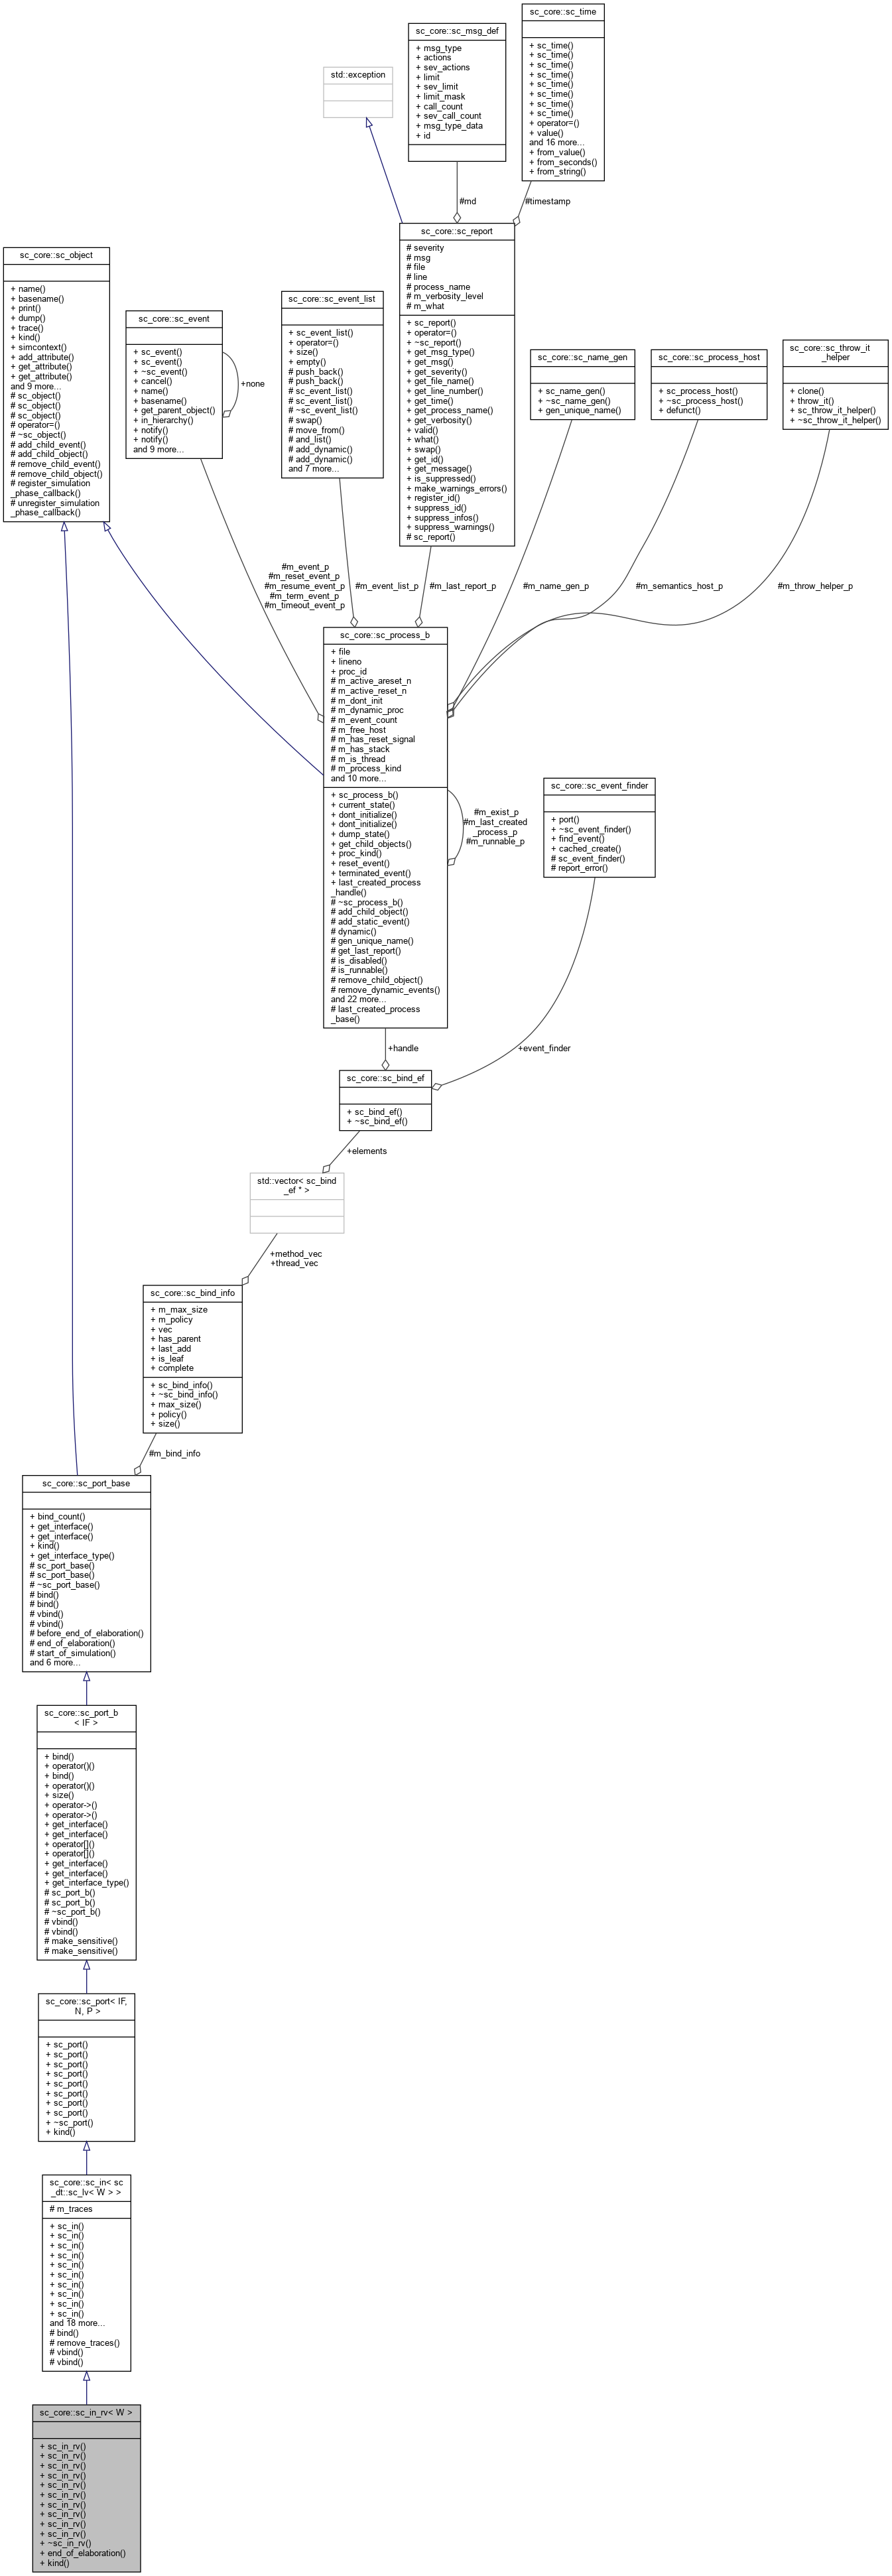 sc_core::sc_time
+ sc_time()
+ sc_time()
+ sc_time()
+ sc_time()
+ sc_time()
+ sc_time()
+ sc_time()
+ sc_time()
+ operator=()
+ value()
and 16 more...
+ from_value()
+ from_seconds()
+ from_string()
sc_core::sc_msg_def
+ msg_type
+ actions
+ sev_actions
+ limit
+ sev_limit
+ limit_mask
+ call_count
+ sev_call_count
+ msg_type_data
+ id
std::exception
#md
#timestamp
sc_core::sc_report
# severity
# msg
# file
# line
# process_name
# m_verbosity_level
# m_what
+ sc_report()
+ operator=()
+ ~sc_report()
+ get_msg_type()
+ get_msg()
+ get_severity()
+ get_file_name()
+ get_line_number()
+ get_time()
+ get_process_name()
+ get_verbosity()
+ valid()
+ what()
+ swap()
+ get_id()
+ get_message()
+ is_suppressed()
+ make_warnings_errors()
+ register_id()
+ suppress_id()
+ suppress_infos()
+ suppress_warnings()
# sc_report()
sc_core::sc_object
+ name()
+ basename()
+ print()
+ dump()
+ trace()
+ kind()
+ simcontext()
+ add_attribute()
+ get_attribute()
+ get_attribute()
and 9 more...
# sc_object()
# sc_object()
# sc_object()
# operator=()
# ~sc_object()
# add_child_event()
# add_child_object()
# remove_child_event()
# remove_child_object()
# register_simulation
_phase_callback()
# unregister_simulation
_phase_callback()
sc_core::sc_event
+ sc_event()
+ sc_event()
+ ~sc_event()
+ cancel()
+ name()
+ basename()
+ get_parent_object()
+ in_hierarchy()
+ notify()
+ notify()
and 9 more...
+none
sc_core::sc_event_list
+ sc_event_list()
+ operator=()
+ size()
+ empty()
# push_back()
# push_back()
# sc_event_list()
# sc_event_list()
# ~sc_event_list()
# swap()
# move_from()
# and_list()
# add_dynamic()
# add_dynamic()
and 7 more...
sc_core::sc_name_gen
+ sc_name_gen()
+ ~sc_name_gen()
+ gen_unique_name()
sc_core::sc_process_host
+ sc_process_host()
+ ~sc_process_host()
+ defunct()
sc_core::sc_throw_it
_helper
+ clone()
+ throw_it()
+ sc_throw_it_helper()
+ ~sc_throw_it_helper()
#m_event_p
#m_reset_event_p
#m_resume_event_p
#m_term_event_p
#m_timeout_event_p
#m_event_list_p
#m_last_report_p
#m_name_gen_p
#m_semantics_host_p
#m_throw_helper_p
sc_core::sc_process_b
+ file
+ lineno
+ proc_id
# m_active_areset_n
# m_active_reset_n
# m_dont_init
# m_dynamic_proc
# m_event_count
# m_free_host
# m_has_reset_signal
# m_has_stack
# m_is_thread
# m_process_kind
and 10 more...
+ sc_process_b()
+ current_state()
+ dont_initialize()
+ dont_initialize()
+ dump_state()
+ get_child_objects()
+ proc_kind()
+ reset_event()
+ terminated_event()
+ last_created_process
_handle()
# ~sc_process_b()
# add_child_object()
# add_static_event()
# dynamic()
# gen_unique_name()
# get_last_report()
# is_disabled()
# is_runnable()
# remove_child_object()
# remove_dynamic_events()
and 22 more...
# last_created_process
_base()
#m_exist_p
#m_last_created
_process_p
#m_runnable_p
sc_core::sc_event_finder
+ port()
+ ~sc_event_finder()
+ find_event()
+ cached_create()
# sc_event_finder()
# report_error()
+handle
+event_finder
sc_core::sc_bind_ef
+ sc_bind_ef()
+ ~sc_bind_ef()
+elements
std::vector< sc_bind
_ef * >
+method_vec
+thread_vec
sc_core::sc_bind_info
+ m_max_size
+ m_policy
+ vec
+ has_parent
+ last_add
+ is_leaf
+ complete
+ sc_bind_info()
+ ~sc_bind_info()
+ max_size()
+ policy()
+ size()
#m_bind_info
sc_core::sc_port_base
+ bind_count()
+ get_interface()
+ get_interface()
+ kind()
+ get_interface_type()
# sc_port_base()
# sc_port_base()
# ~sc_port_base()
# bind()
# bind()
# vbind()
# vbind()
# before_end_of_elaboration()
# end_of_elaboration()
# start_of_simulation()
and 6 more...
sc_core::sc_port_b
< IF >
+ bind()
+ operator()()
+ bind()
+ operator()()
+ size()
+ operator->()
+ operator->()
+ get_interface()
+ get_interface()
+ operator[]()
+ operator[]()
+ get_interface()
+ get_interface()
+ get_interface_type()
# sc_port_b()
# sc_port_b()
# ~sc_port_b()
# vbind()
# vbind()
# make_sensitive()
# make_sensitive()
sc_core::sc_port< IF,
N, P >
+ sc_port()
+ sc_port()
+ sc_port()
+ sc_port()
+ sc_port()
+ sc_port()
+ sc_port()
+ sc_port()
+ ~sc_port()
+ kind()
sc_core::sc_in< sc
_dt::sc_lv< W > >
# m_traces
+ sc_in()
+ sc_in()
+ sc_in()
+ sc_in()
+ sc_in()
+ sc_in()
+ sc_in()
+ sc_in()
+ sc_in()
+ sc_in()
and 18 more...
# bind()
# remove_traces()
# vbind()
# vbind()
sc_core::sc_in_rv< W >
+ sc_in_rv()
+ sc_in_rv()
+ sc_in_rv()
+ sc_in_rv()
+ sc_in_rv()
+ sc_in_rv()
+ sc_in_rv()
+ sc_in_rv()
+ sc_in_rv()
+ sc_in_rv()
+ ~sc_in_rv()
+ end_of_elaboration()
+ kind()